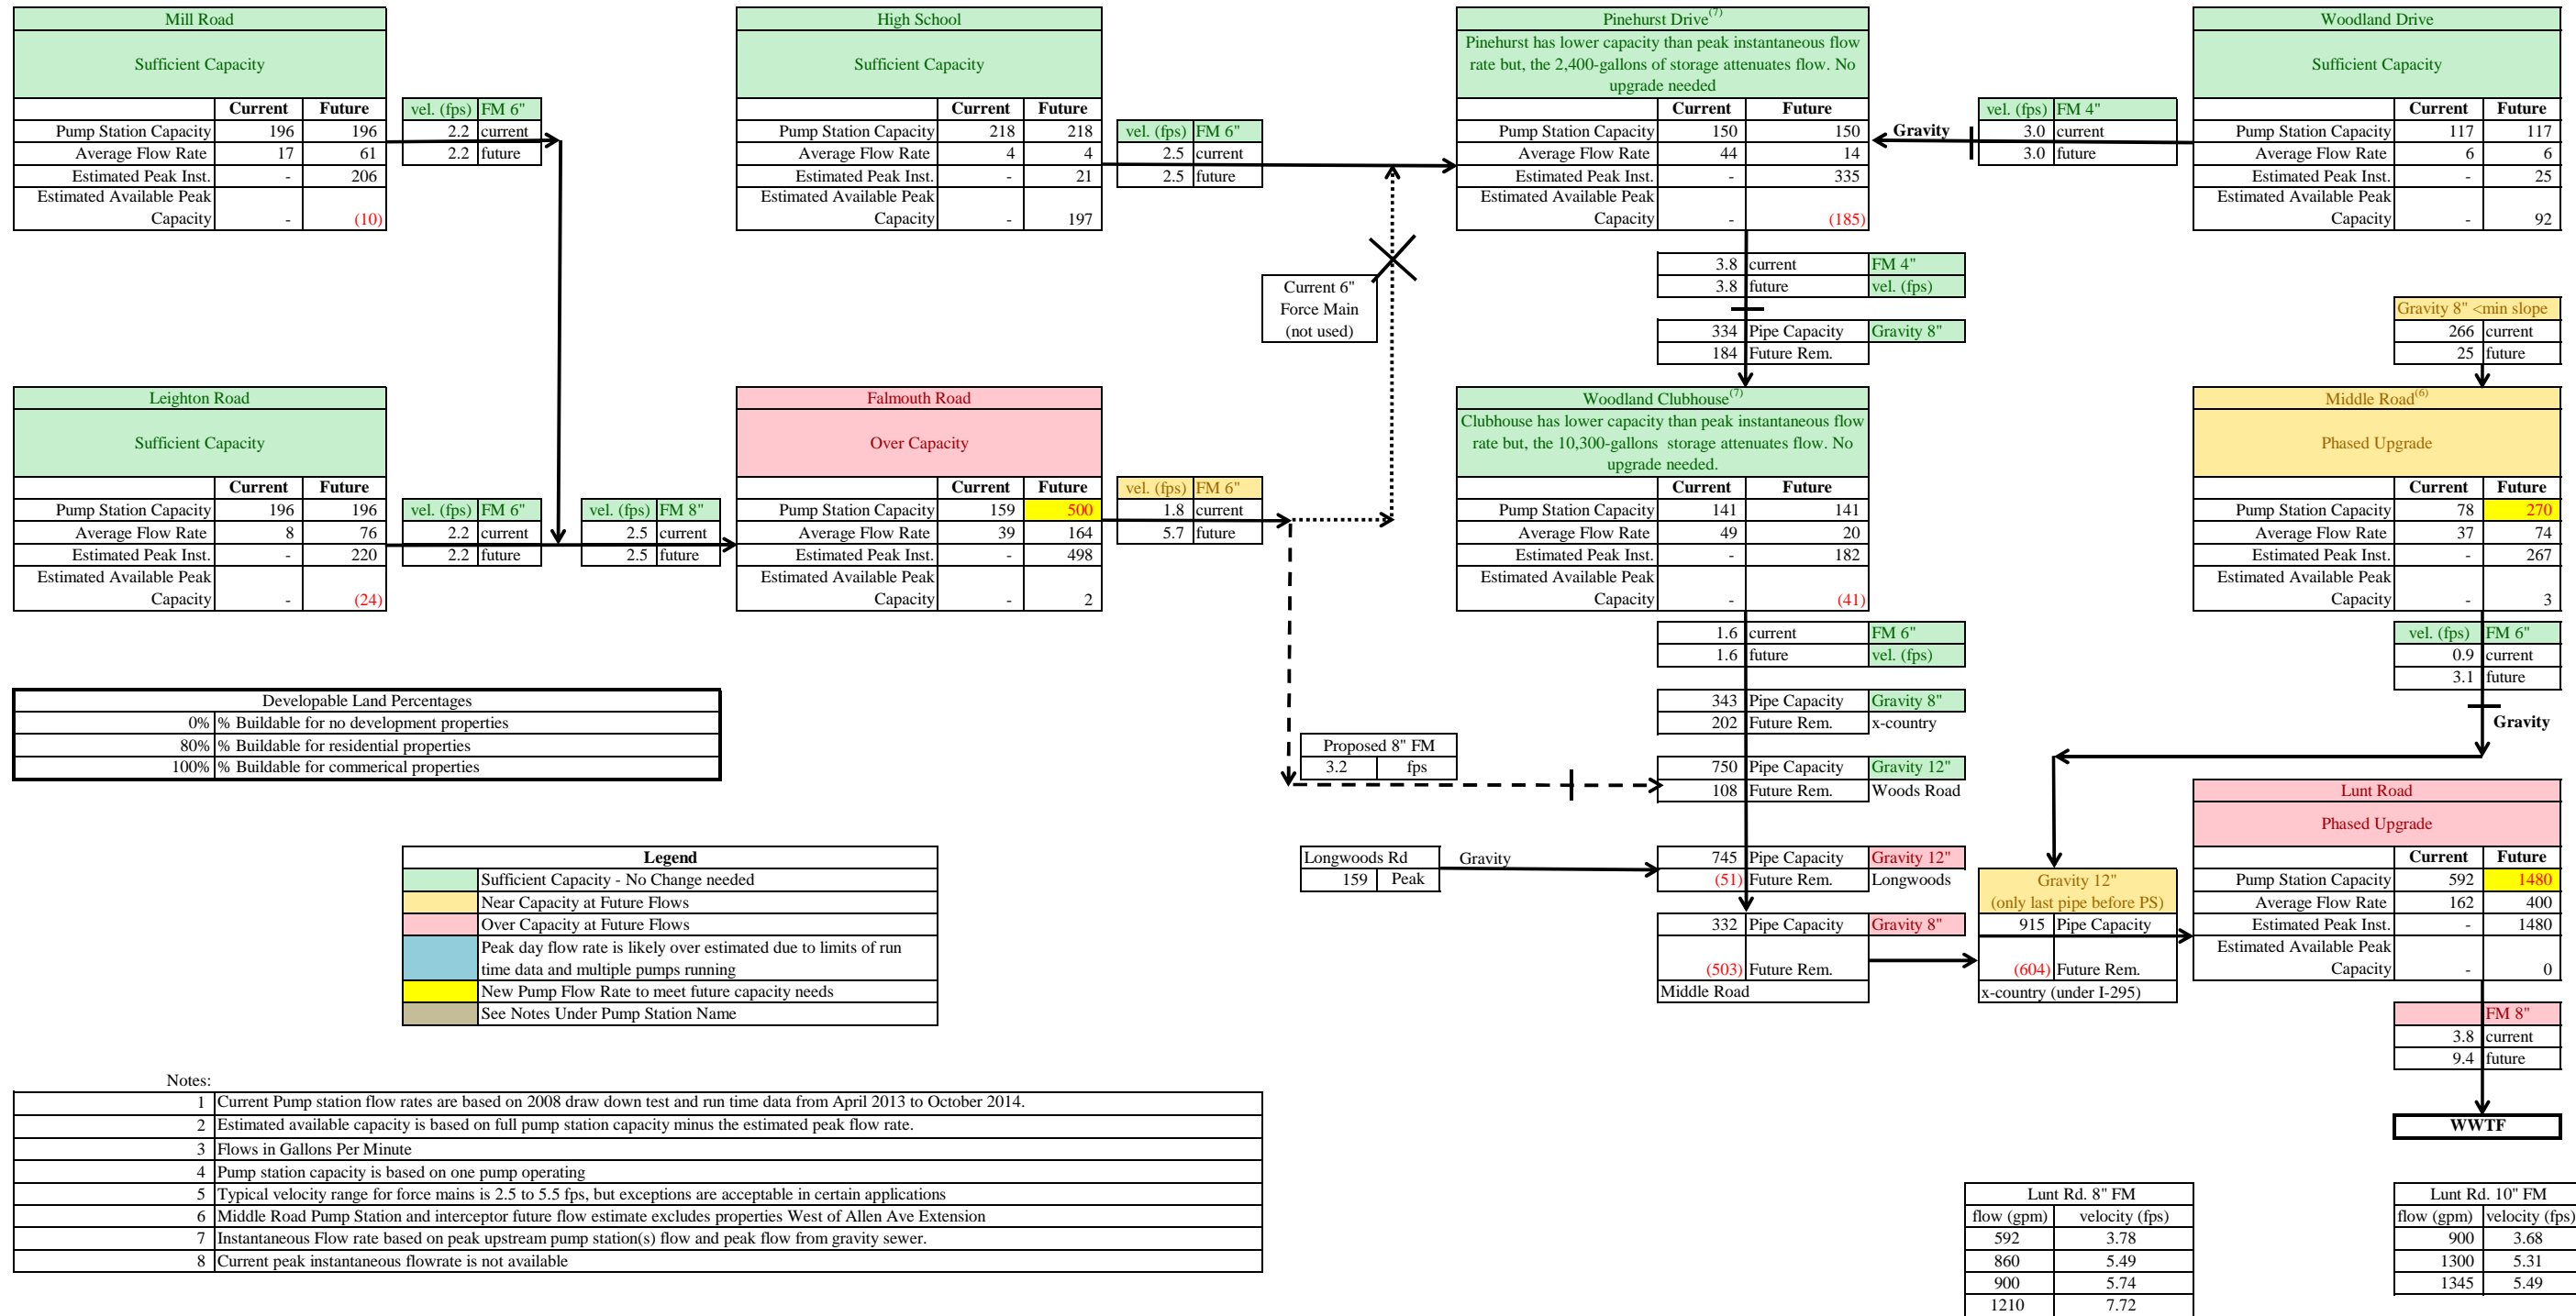 Mill Road
Sufficient Capacity
Current Future
Pump Station Capacity 196 196
Average Flow Rate 17 61
Estimated Peak Inst. - 206
Estimated Available Peak
Capacity - (10)
vel. (fps) FM 6"
2.2 current
2.2 future
High School
Sufficient Capacity
Current Future
Pump Station Capacity 218 218
Average Flow Rate 4 4
Estimated Peak Inst. - 21
Estimated Available Peak
Capacity - 197
vel. (fps) FM 6"
2.5 current
2.5 future
Pinehurst Drive(7)
Pinehurst has lower capacity than peak instantaneous flow
rate but, the 2,400-gallons of storage attenuates flow. No
upgrade needed
Current Future
Pump Station Capacity 150 150
Average Flow Rate 44 14
Estimated Peak Inst. - 335
Estimated Available Peak
Capacity - (185)
Gravity
vel. (fps) FM 4"
3.0 current
3.0 future
Woodland Drive
Sufficient Capacity
Current Future
Pump Station Capacity 117 117
Average Flow Rate 6 6
Estimated Peak Inst. - 25
Estimated Available Peak
Capacity - 92
Current 6"
Force Main
(not used)
3.8 current FM 4"
3.8 future vel. (fps)
334 Pipe Capacity Gravity 8"
184 Future Rem.
Gravity 8" <min slope
266 current
25 future
Leighton Road
Sufficient Capacity
Current Future
Pump Station Capacity 196 196
Average Flow Rate 8 76
Estimated Peak Inst. - 220
Estimated Available Peak
Capacity - (24)
vel. (fps) FM 6"
2.2 current
2.2 future
vel. (fps) FM 8"
2.5 current
2.5 future
Falmouth Road
Over Capacity
Current Future
Pump Station Capacity 159 500
Average Flow Rate 39 164
Estimated Peak Inst. - 498
Estimated Available Peak
Capacity - 2
vel. (fps) FM 6"
1.8 current
5.7 future
Woodland Clubhouse(7)
Clubhouse has lower capacity than peak instantaneous flow
rate but, the 10,300-gallons storage attenuates flow. No
upgrade needed.
Current Future
Pump Station Capacity 141 141
Average Flow Rate 49 20
Estimated Peak Inst. - 182
Estimated Available Peak
Capacity - (41)
Middle Road(6)
Phased Upgrade
Current Future
Pump Station Capacity 78 270
Average Flow Rate 37 74
Estimated Peak Inst. - 267
Estimated Available Peak
Capacity - 3
1.6 current FM 6"
1.6 future vel. (fps)
343 Pipe Capacity Gravity 8"
202 Future Rem. x-country
750 Pipe Capacity Gravity 12"
108 Future Rem. Woods Road
vel. (fps) FM 6"
0.9 current
3.1 future
Gravity
Developable Land Percentages
0% % Buildable for no development properties
80% % Buildable for residential properties
100% % Buildable for commerical properties
Proposed 8" FM
3.2 fps
Longwoods Rd
159 Peak
Gravity
745 Pipe Capacity Gravity 12"
(51) Future Rem. Longwoods
332 Pipe Capacity Gravity 8"
(503) Future Rem.
Middle Road
Gravity 12"
(only last pipe before PS)
915 Pipe Capacity
(604) Future Rem.
x-country (under I-295)
Lunt Road
Phased Upgrade
Current Future
Pump Station Capacity 592 1480
Average Flow Rate 162 400
Estimated Peak Inst. - 1480
Estimated Available Peak
Capacity - 0
FM 8"
3.8 current
9.4 future
WWTF
Legend
Sufficient Capacity - No Change needed
Near Capacity at Future Flows
Over Capacity at Future Flows
Peak day flow rate is likely over estimated due to limits of run
time data and multiple pumps running
New Pump Flow Rate to meet future capacity needs
See Notes Under Pump Station Name
Notes:
1 Current Pump station flow rates are based on 2008 draw down test and run time data from April 2013 to October 2014.
2 Estimated available capacity is based on full pump station capacity minus the estimated peak flow rate.
3 Flows in Gallons Per Minute
4 Pump station capacity is based on one pump operating
5 Typical velocity range for force mains is 2.5 to 5.5 fps, but exceptions are acceptable in certain applications
6 Middle Road Pump Station and interceptor future flow estimate excludes properties West of Allen Ave Extension
7 Instantaneous Flow rate based on peak upstream pump station(s) flow and peak flow from gravity sewer.
8 Current peak instantaneous flowrate is not available
Lunt Rd. 8" FM
flow (gpm) velocity (fps)
592 3.78
860 5.49
900 5.74
1210 7.72
Lunt Rd. 10" FM
flow (gpm) velocity (fps)
900 3.68
1300 5.31
1345 5.49